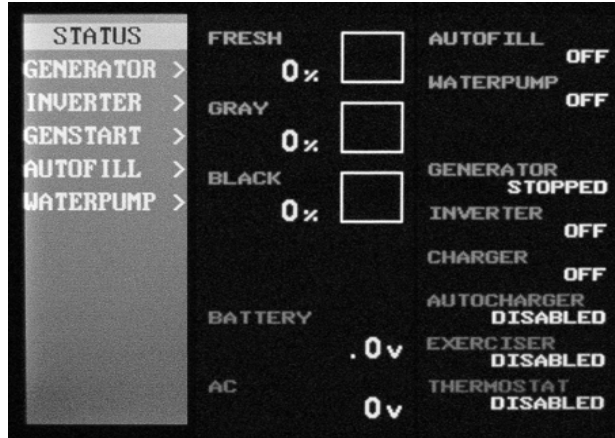 STATUS
GENERATOR >
INVERTER >
GENSTART >
AUTOFILL >
WATERPUMP >
FRESH
0%
GRAY
0%
BLACK
0%
BATTERY
.0v
AC
0v
AUTOFILL
OFF
WATERPUMP
OFF
GENERATOR
STOPPED
INVERTER
OFF
CHARGER
OFF
AUTOCHARGER
DISABLED
EXERCISER
DISABLED
THERMOSTAT
DISABLED